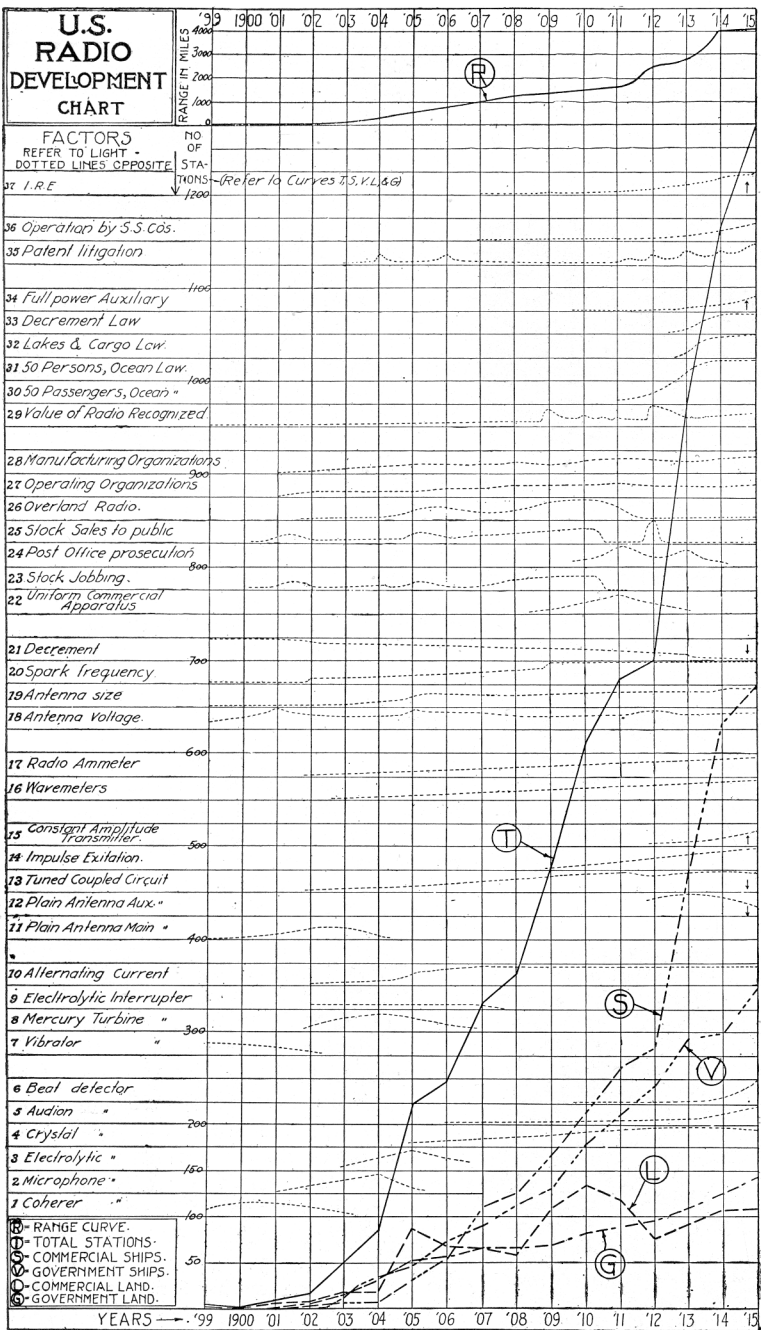 U.S.
RADIO
DEVELOPMENT
CHART
'99 1900 '01 '02 '03 '04 '05 '06 '07 '08 '09 '10 '11 '12 '13 '14 '15
RANGE IN MILES
4000
3000
2000
1000
0
R
FACTORS
REFER TO LIGHT-
DOTTED LINES OPPOSITE
NO.
OF
STA-
TIONS-(Refer to Curves T,S,V,L,&G)
37 I.R.E
1200
36 Operation by S.S.Cos.
35 Patent litigation
1100
34 Full power Auxiliary
33 Decrement Law
32 Lakes & Cargo Law.
31 50 Persons, Ocean Law.
1000
30 50 Passengers, Ocean "
29 Value of Radio Recognized
28 Manufacturing Organizations
900
27 Operating Organizations
26 Overland Radio.
25 Stock Sales to public
24 Post Office prosecution
800
23 Stock Jobbing.
22 Uniform Commercial
Apparatus
21 Decrement
700
20 Spark frequency
19 Antenna size
18 Antenna Voltage.
600
17 Radio Ammeter
16 Wavemeters
15 Constant Amplitude
Transmitter.
500
T
14 Impulse Exitation.
13 Tuned Coupled Circuit
12 Plain Antenna Aux. "
11 Plain Antenna Main "
400
"
10 Alternating Current
9 Electrolytic Interrupter
S
8 Mercury Turbine "
300
7 Vibrator "
V
6 Beat detector
5 Audion "
200
4 Crystal "
3 Electrolytic "
150
L
2 Microphone "
1 Coherer "
100
R = RANGE CURVE.
T = TOTAL STATIONS.
S = COMMERCIAL SHIPS.
V = GOVERNMENT SHIPS.
L = COMMERCIAL LAND.
G = GOVERNMENT LAND.
50
G
YEARS
'99 1900 '01 '02 '03 '04 '05 '06 '07 '08 '09 '10 '11 '12 '13 '14 '15